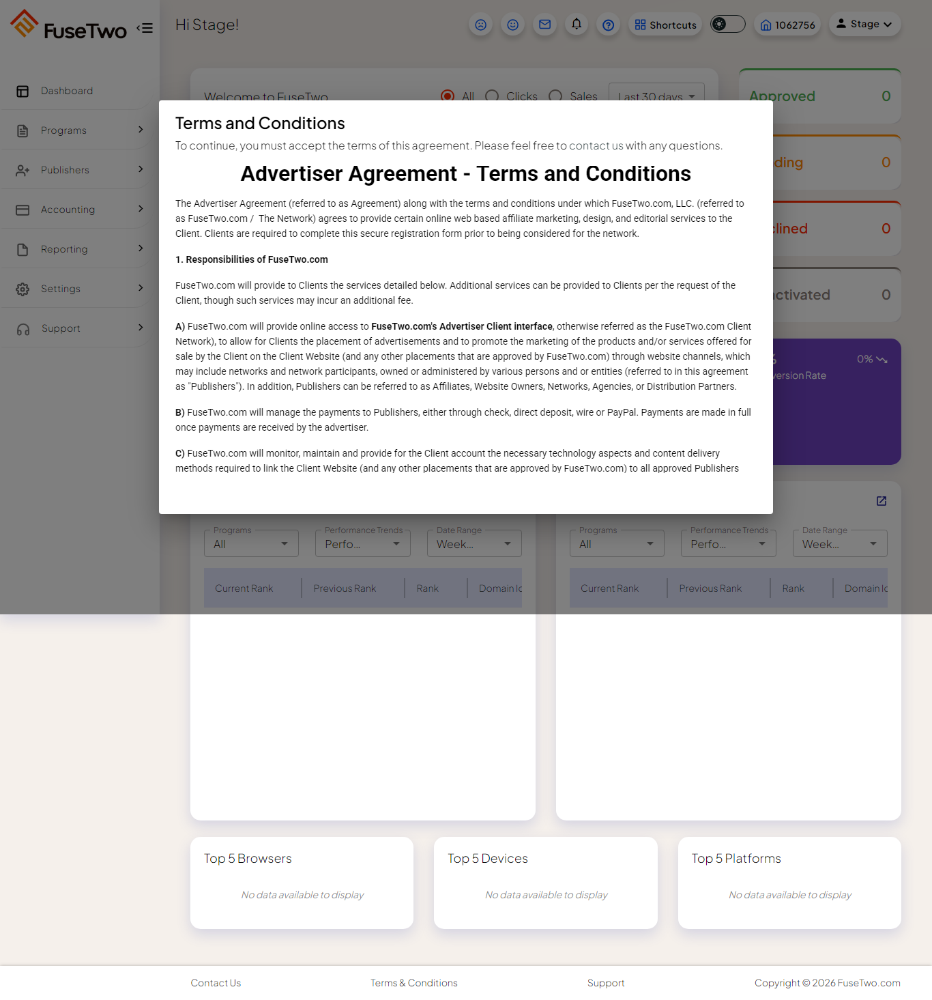 FuseTwo
Hi Stage!
Shortcuts
1062756
Stage
Dashboard
Programs
Publishers
Accounting
Reporting
Settings
Support
Welcome to FuseTwo
All
Clicks
Sales
Last 30 days
Approved 0
0
0
0
0%
Terms and Conditions
To continue, you must accept the terms of this agreement. Please feel free to contact us with any questions.
Advertiser Agreement - Terms and Conditions
The Advertiser Agreement (referred to as Agreement) along with the terms and conditions under which FuseTwo.com, LLC. (referred to
as FuseTwo.com / The Network) agrees to provide certain online web based affiliate marketing, design, and editorial services to the
Client. Clients are required to complete this secure registration form prior to being considered for the network.
1. Responsibilities of FuseTwo.com
FuseTwo.com will provide to Clients the services detailed below. Additional services can be provided to Clients per the request of the
Client, though such services may incur an additional fee.
A) FuseTwo.com will provide online access to FuseTwo.com's Advertiser Client interface, otherwise referred as the FuseTwo.com Client
Network), to allow for Clients the placement of advertisements and to promote the marketing of the products and/or services offered for
sale by the Client on the Client Website (and any other placements that are approved by FuseTwo.com) through website channels, which
may include networks and network participants, owned or administered by various persons and or entities (referred to in this agreement
as "Publishers"). In addition, Publishers can be referred to as Affiliates, Website Owners, Networks, Agencies, or Distribution Partners.
B) FuseTwo.com will manage the payments to Publishers, either through check, direct deposit, wire or PayPal. Payments are made in full
once payments are received by the advertiser.
C) FuseTwo.com will monitor, maintain and provide for the Client account the necessary technology aspects and content delivery
methods required to link the Client Website (and any other placements that are approved by FuseTwo.com) to all approved Publishers
Rate
Programs
All
Performance Trends
Perfo...
Date Range
Week...
Current Rank
Previous Rank
Rank
Domain
Programs
All
Performance Trends
Perfo...
Date Range
Week...
Current Rank
Previous Rank
Rank
Domain
Top 5 Browsers
No data available to display
Top 5 Devices
No data available to display
Top 5 Platforms
No data available to display
Contact Us
Terms & Conditions
Support
Copyright © 2026 FuseTwo.com